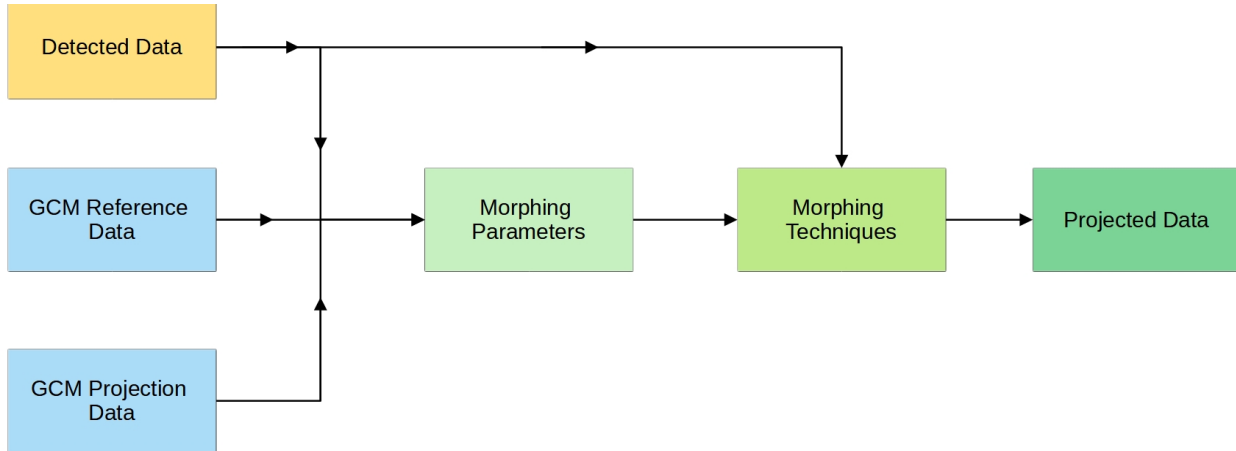 Detected Data
GCM Reference
Data
Morphing
Parameters
Morphing
Techniques
Projected Data
GCM Projection
Data